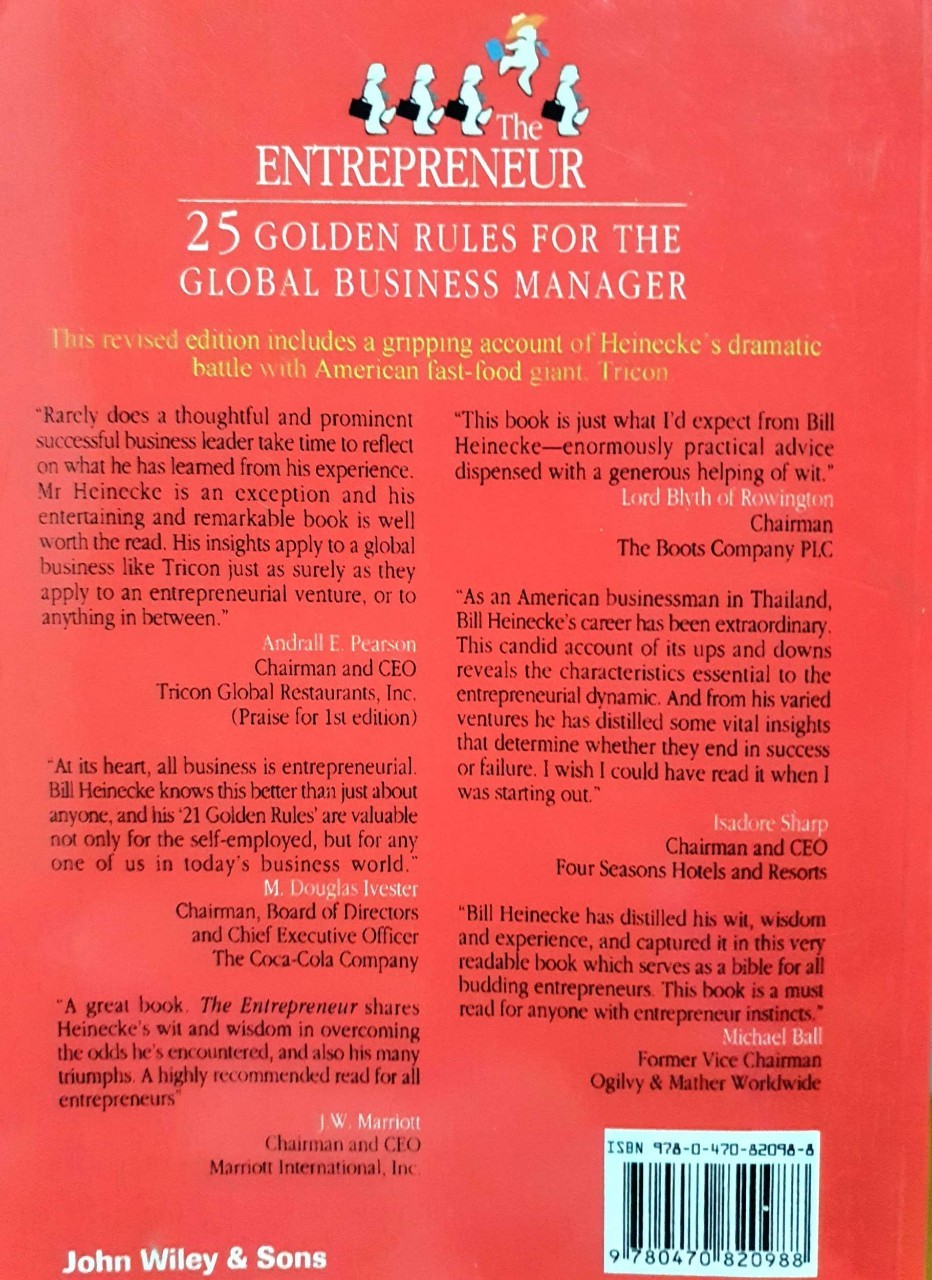 The
ENTREPRENEUR
25 GOLDEN RULES FOR THE
GLOBAL BUSINESS MANAGER
This revised edition includes a gripping account of Heinecke's dramatic
battle with American fast-food giant, Tricon
"Rarely does a thoughtful and prominent
successful business leader take time to reflect
on what he has learned from his experience.
Mr Heinecke is an exception and his
entertaining and remarkable book is well
worth the read. His insights apply to a global
business like Tricon just as surely as they
apply to an entrepreneurial venture, or to
anything in between."
Andrall E. Pearson
Chairman and CEO
Tricon Global Restaurants, Inc.
(Praise for 1st edition)
"At its heart, all business is entrepreneurial.
Bill Heinecke knows this better than just about
anyone, and his '21 Golden Rules' are valuable
not only for the self-employed, but for any
one of us in today's business world."
M. Douglas Ivester
Chairman, Board of Directors
and Chief Executive Officer
The Coca-Cola Company
"A great book. The Entrepreneur shares
Heinecke's wit and wisdom in overcoming
the odds he's encountered, and also his many
triumphs. A highly recommended read for all
entrepreneurs"
J.W. Marriott
Chairman and CEO
Marriott International, Inc.
"This book is just what I'd expect from Bill
Heinecke—enormously practical advice
dispensed with a generous helping of wit."
Lord Blyth of Rowington
Chairman
The Boots Company PLC
"As an American businessman in Thailand,
Bill Heinecke's career has been extraordinary.
This candid account of its ups and downs
reveals the characteristics essential to the
entrepreneurial dynamic. And from his varied
ventures he has distilled some vital insights
that determine whether they end in success
or failure. I wish I could have read it when I
was starting out."
Isadore Sharp
Chairman and CEO
Four Seasons Hotels and Resorts
"Bill Heinecke has distilled his wit, wisdom
and experience, and captured it in this very
readable book which serves as a bible for all
budding entrepreneurs. This book is a must
read for anyone with entrepreneur instincts."
Michael Ball
Former Vice Chairman
Ogilvy & Mather Worldwide
ISBN 978-0-470-82098-8
9 780470 820988
John Wiley & Sons